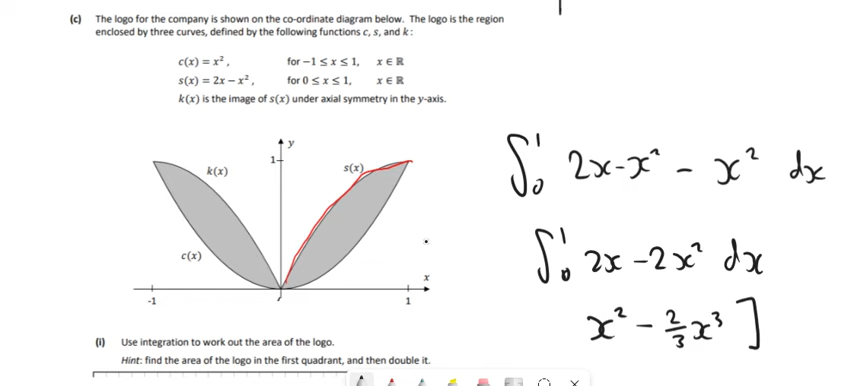 (c) The logo for the company is shown on the co-ordinate diagram below. The logo is the region
enclosed by three curves, defined by the following functions c, s, and k:
c(x) = x², for −1 ≤ x ≤ 1, x ∈ ℝ
s(x) = 2x − x², for 0 ≤ x ≤ 1, x ∈ ℝ
k(x) is the image of s(x) under axial symmetry in the y-axis.
y
1
k(x)
s(x)
c(x)
x
-1
1
∫₀¹ 2x-x² - x² dx
∫₀¹ 2x-2x² dx
x² - 2/3 x³ ]
(i) Use integration to work out the area of the logo.
Hint: find the area of the logo in the first quadrant, and then double it.